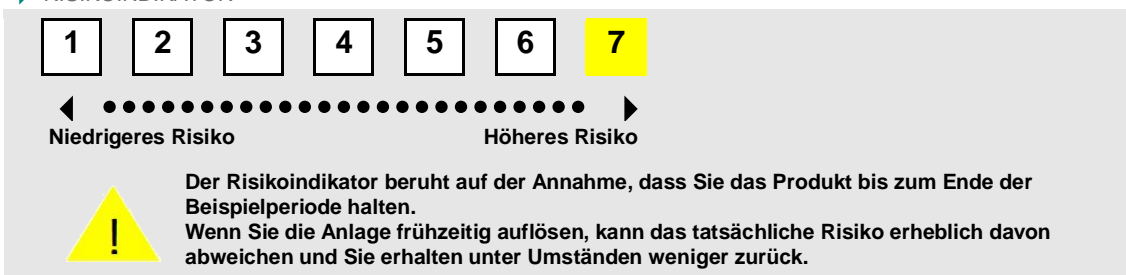 RISIKOINDIKATOR
1 2 3 4 5 6 7
Niedrigeres Risiko Höheres Risiko
Der Risikoindikator beruht auf der Annahme, dass Sie das Produkt bis zum Ende der
Beispielperiode halten.
! Wenn Sie die Anlage frühzeitig auflösen, kann das tatsächliche Risiko erheblich davon
abweichen und Sie erhalten unter Umständen weniger zurück.